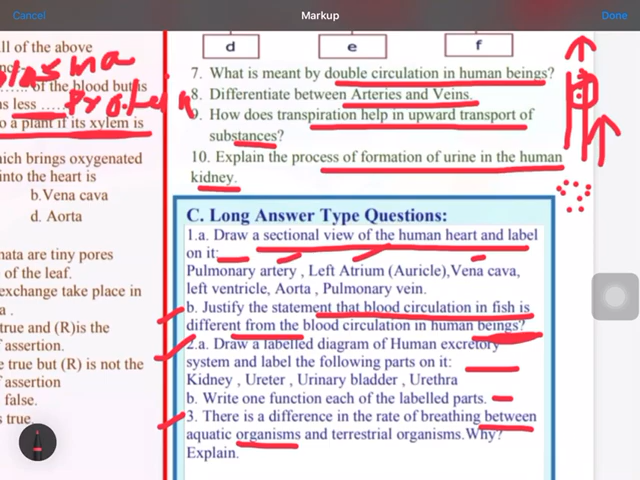 Cancel
Markup
Done
ll of the above
plasma
of the blood but is
as less
protein
o a plant if its xylem is
hich brings oxygenated
into the heart is
b.Vena cava
d. Aorta
nata are tiny pores
of the leaf.
exchange take place in
true and (R)is the
f assertion.
e true but (R) is not the
f assertion
false.
s true.
d
e
f
7. What is meant by double circulation in human beings?
8. Differentiate between Arteries and Veins.
9. How does transpiration help in upward transport of
substances?
10. Explain the process of formation of urine in the human
kidney.
C. Long Answer Type Questions:
1.a. Draw a sectional view of the human heart and label
on it:
Pulmonary artery , Left Atrium (Auricle),Vena cava,
left ventricle, Aorta , Pulmonary vein.
b. Justify the statement that blood circulation in fish is
different from the blood circulation in human beings?
2.a. Draw a labelled diagram of Human excretory
system and label the following parts on it:
Kidney , Ureter , Urinary bladder , Urethra
b. Write one function each of the labelled parts.
3. There is a difference in the rate of breathing between
aquatic organisms and terrestrial organisms.Why?
Explain.